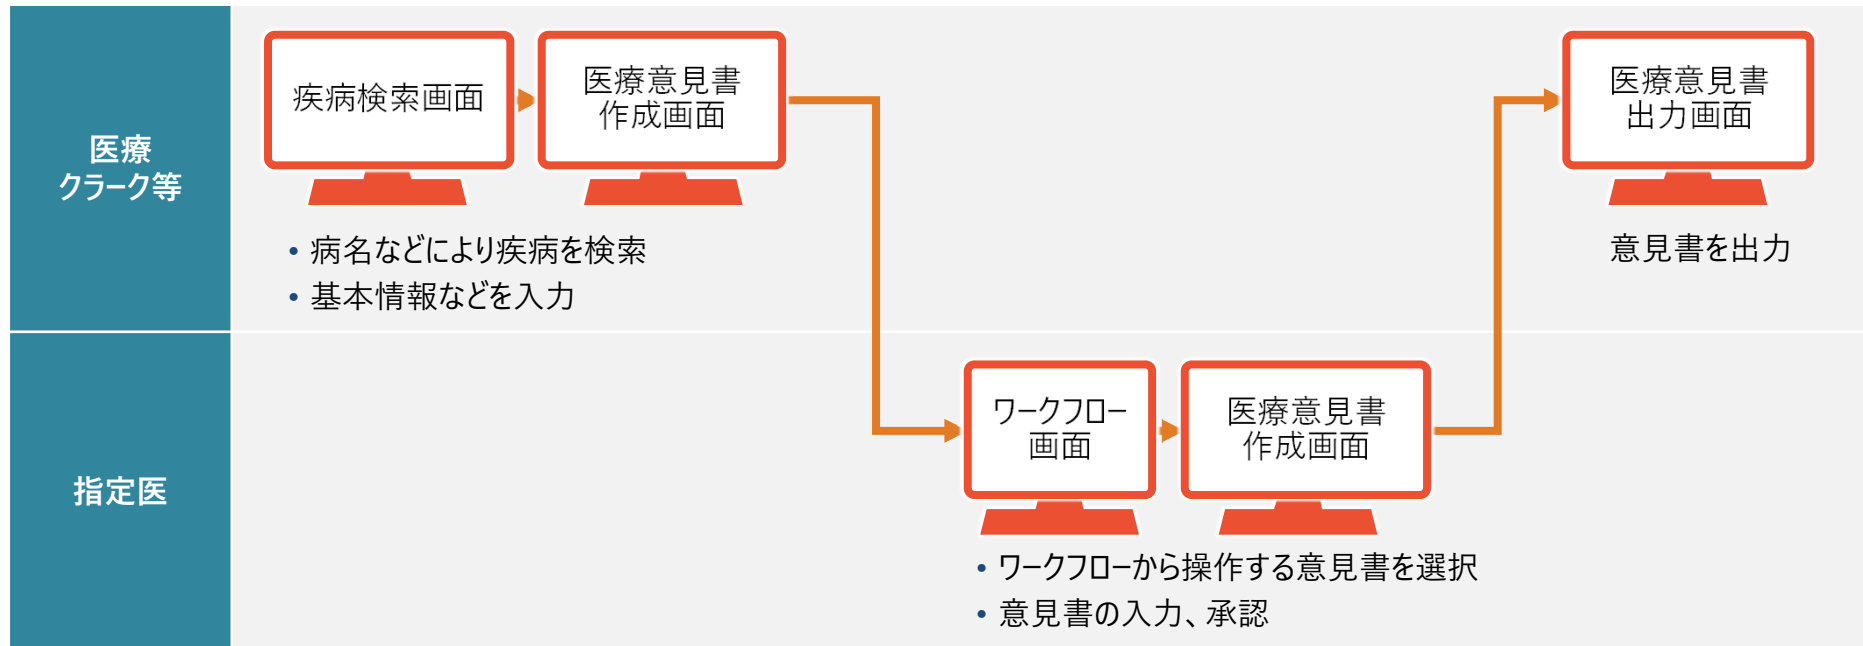 医療
クラーク等
疾病検索画面
医療意見書
作成画面
医療意見書
出力画面
• 病名などにより疾病を検索
• 基本情報などを入力
意見書を出力
指定医
ワークフロー
画面
医療意見書
作成画面
• ワークフローから操作する意見書を選択
• 意見書の入力、承認